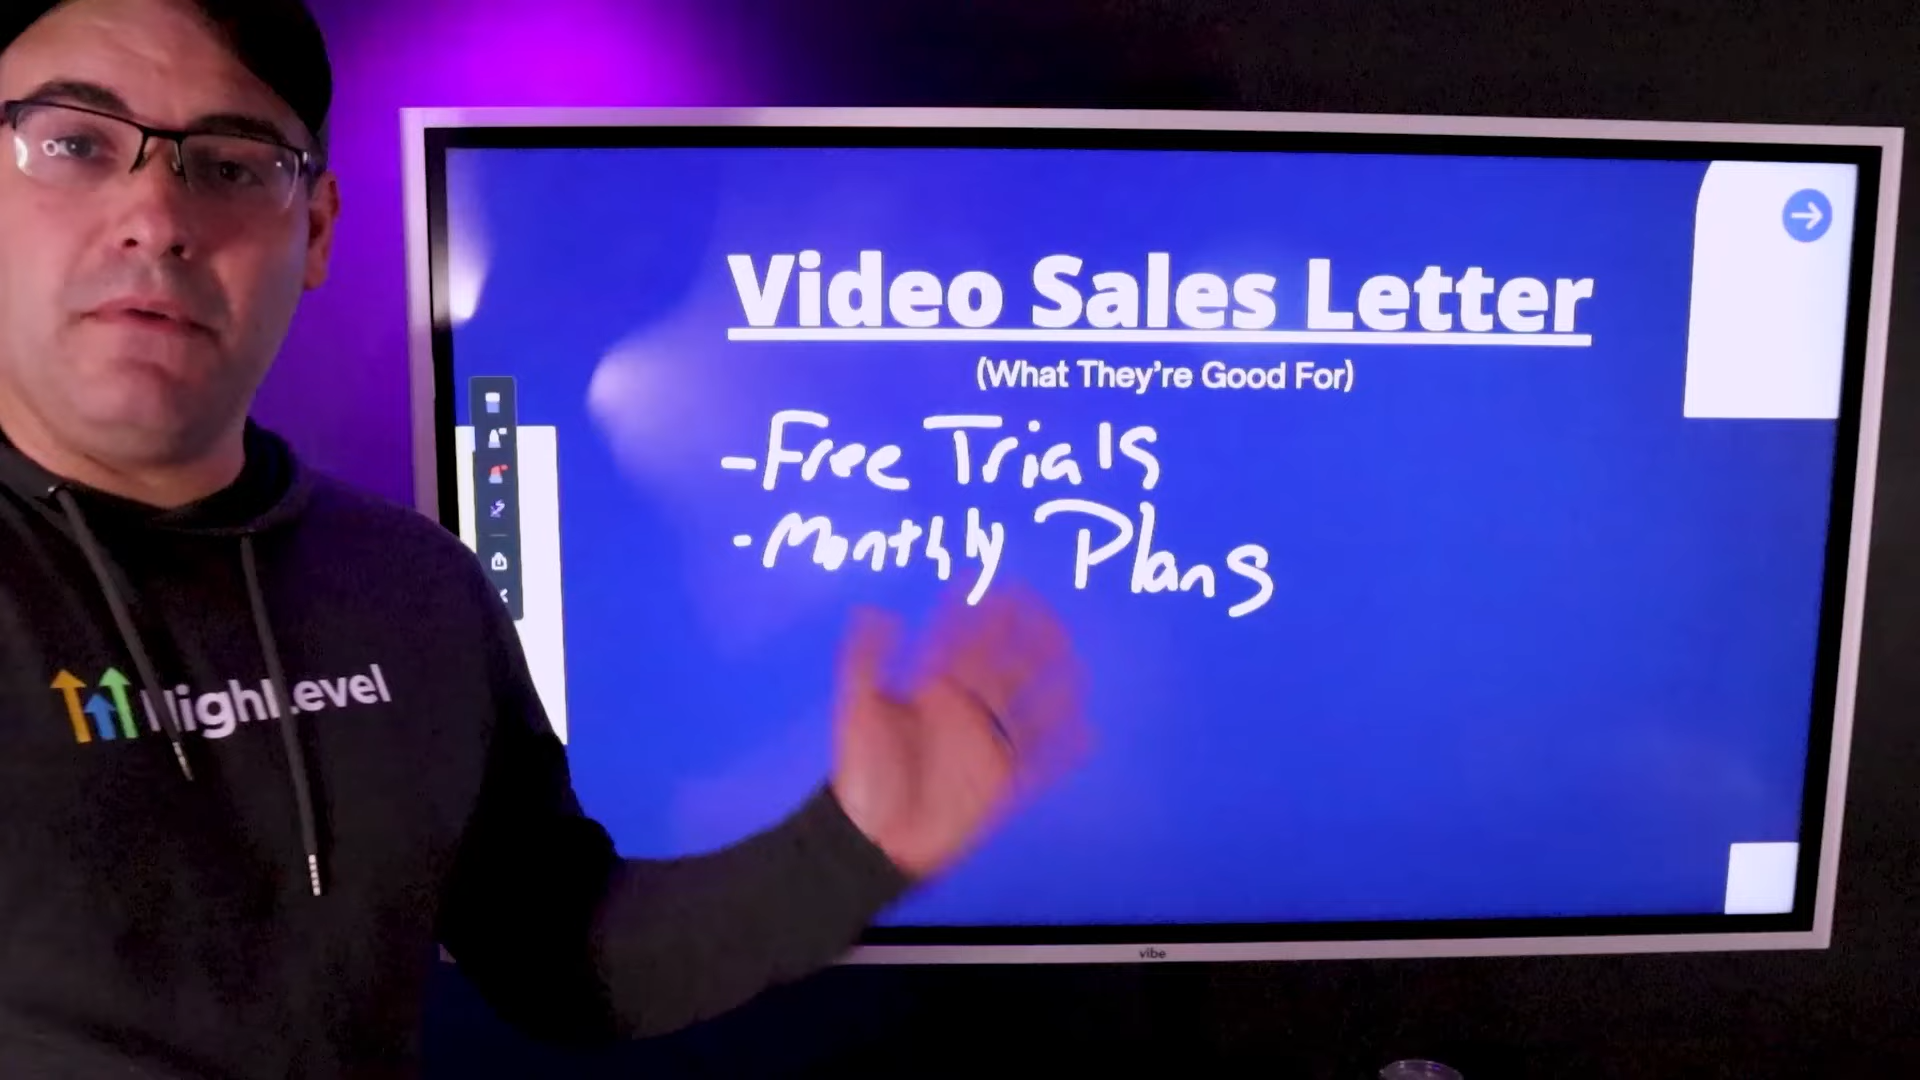 Video Sales Letter
(What They're Good For)
-Free Trials
-Monthly Plans
HighLevel
vibe